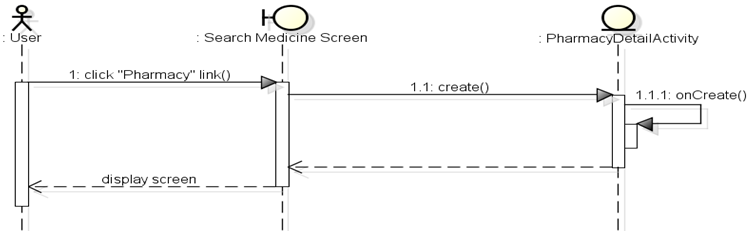 : User
: Search Medicine Screen
: PharmacyDetailActivity
1: click "Pharmacy" link()
1.1: create()
1.1.1: onCreate()
display screen